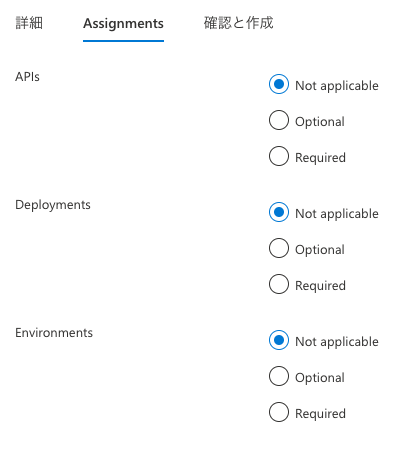 詳細 Assignments 確認と作成
APIs
Not applicable
Optional
Required
Deployments
Not applicable
Optional
Required
Environments
Not applicable
Optional
Required